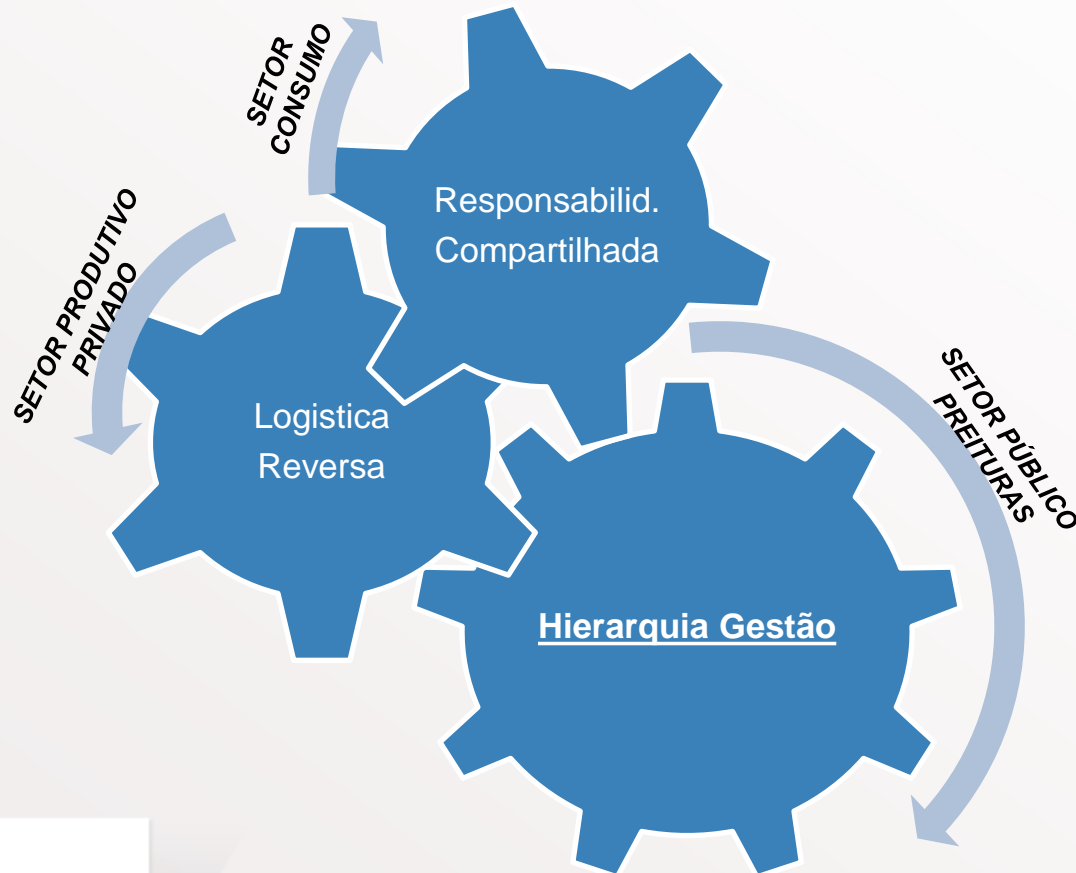 SETOR
CONSUMO
Responsabilid.
Compartilhada
SETOR PRODUTIVO
PRIVADO
Logistica
Reversa
SETOR PÚBLICO
PREITURAS
Hierarquia Gestão